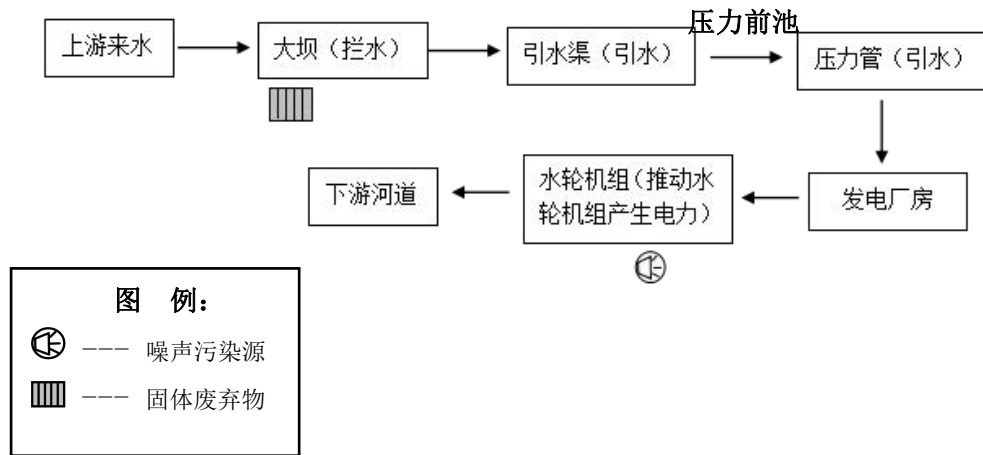 上游来水
大坝（拦水）
引水渠（引水）
压力前池
压力管（引水）
发电厂房
水轮机组（推动水
轮机组产生电力）
下游河道
图 例：
--- 噪声污染源
--- 固体废弃物